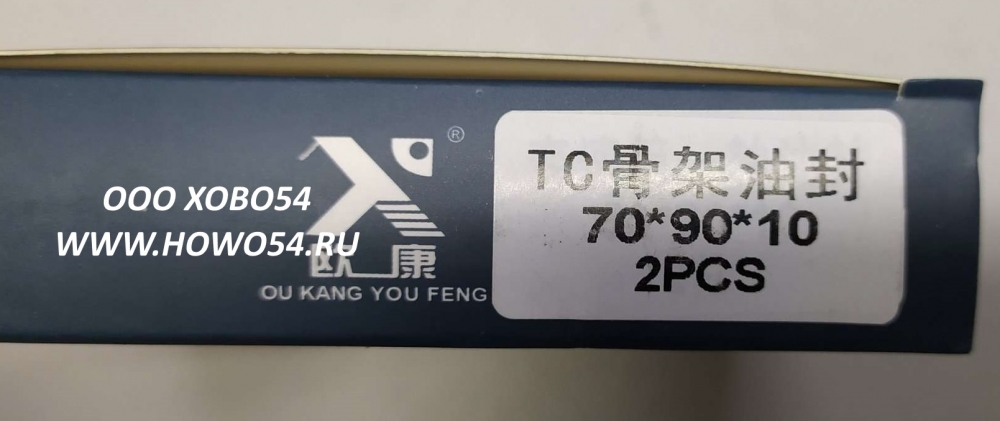 ООО ХОВО54
WWW.HOWO54.RU
®
欧 康
OU KANG YOU FENG
TC骨架油封
70*90*10
2PCS